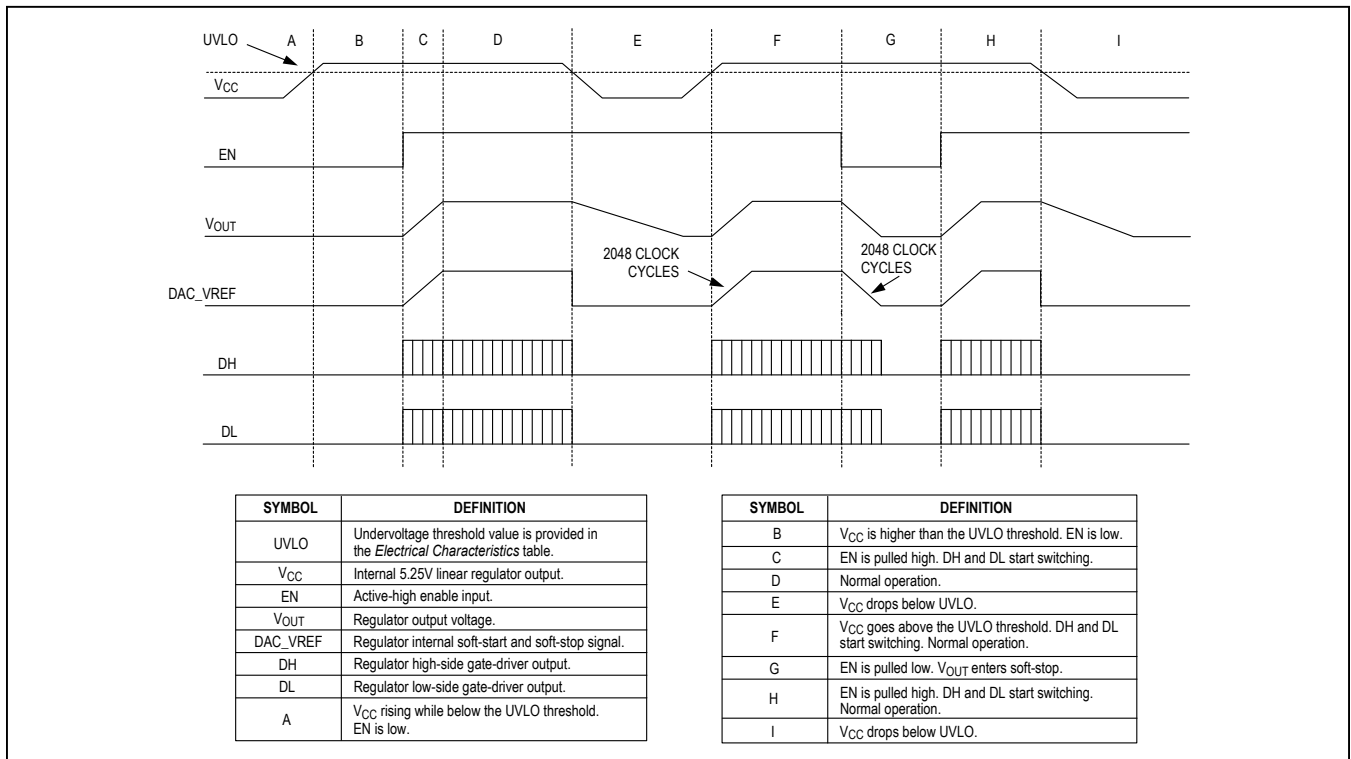 UVLO A B C D E F G H I
VCC
EN
VOUT
2048 CLOCK
CYCLES
2048 CLOCK
CYCLES
DAC_VREF
DH
DL
SYMBOL DEFINITION
UVLO Undervoltage threshold value is provided in
the Electrical Characteristics table.
VCC Internal 5.25V linear regulator output.
EN Active-high enable input.
VOUT Regulator output voltage.
DAC_VREF Regulator internal soft-start and soft-stop signal.
DH Regulator high-side gate-driver output.
DL Regulator low-side gate-driver output.
A VCC rising while below the UVLO threshold.
EN is low.
SYMBOL DEFINITION
B VCC is higher than the UVLO threshold. EN is low.
C EN is pulled high. DH and DL start switching.
D Normal operation.
E VCC drops below UVLO.
F VCC goes above the UVLO threshold. DH and DL
start switching. Normal operation.
G EN is pulled low. VOUT enters soft-stop.
H EN is pulled high. DH and DL start switching.
Normal operation.
I VCC drops below UVLO.